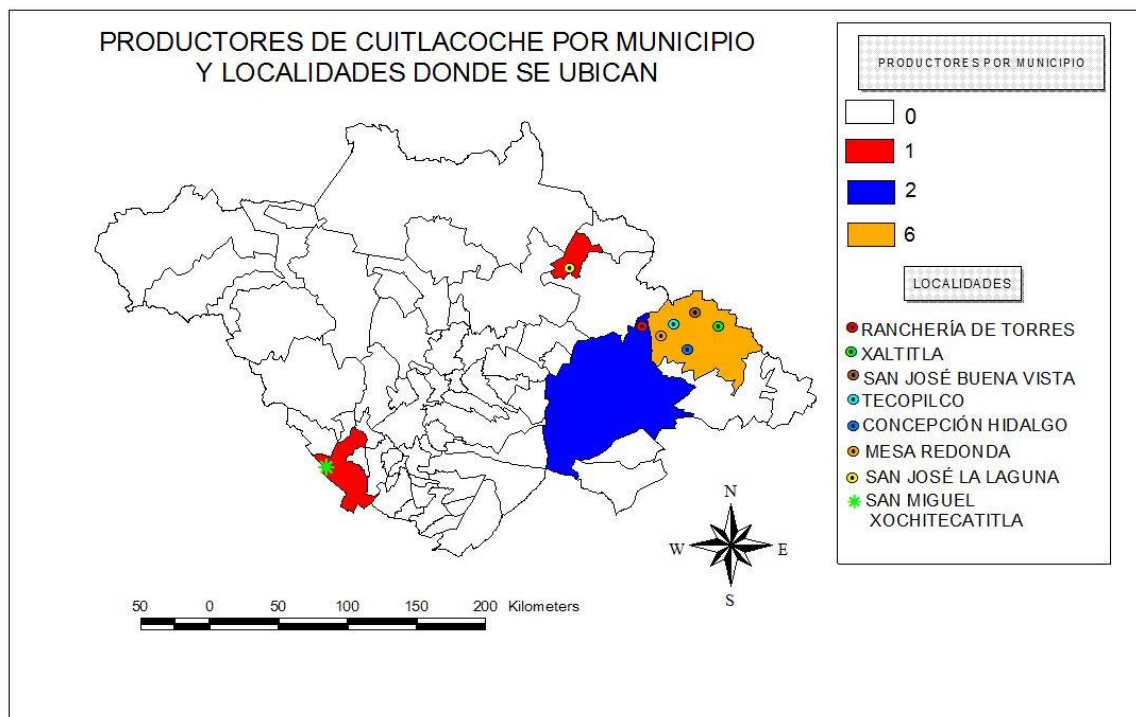 PRODUCTORES DE CUITLACOCHE POR MUNICIPIO
Y LOCALIDADES DONDE SE UBICAN
PRODUCTORES POR MUNICIPIO
0
1
2
6
LOCALIDADES
RANCHERÍA DE TORRES
XALTITLA
SAN JOSÉ BUENA VISTA
TECOPILCO
CONCEPCIÓN HIDALGO
MESA REDONDA
SAN JOSÉ LA LAGUNA
SAN MIGUEL
XOCHITECATITLA
N
W E
S
50 0 50 100 150 200 Kilometers